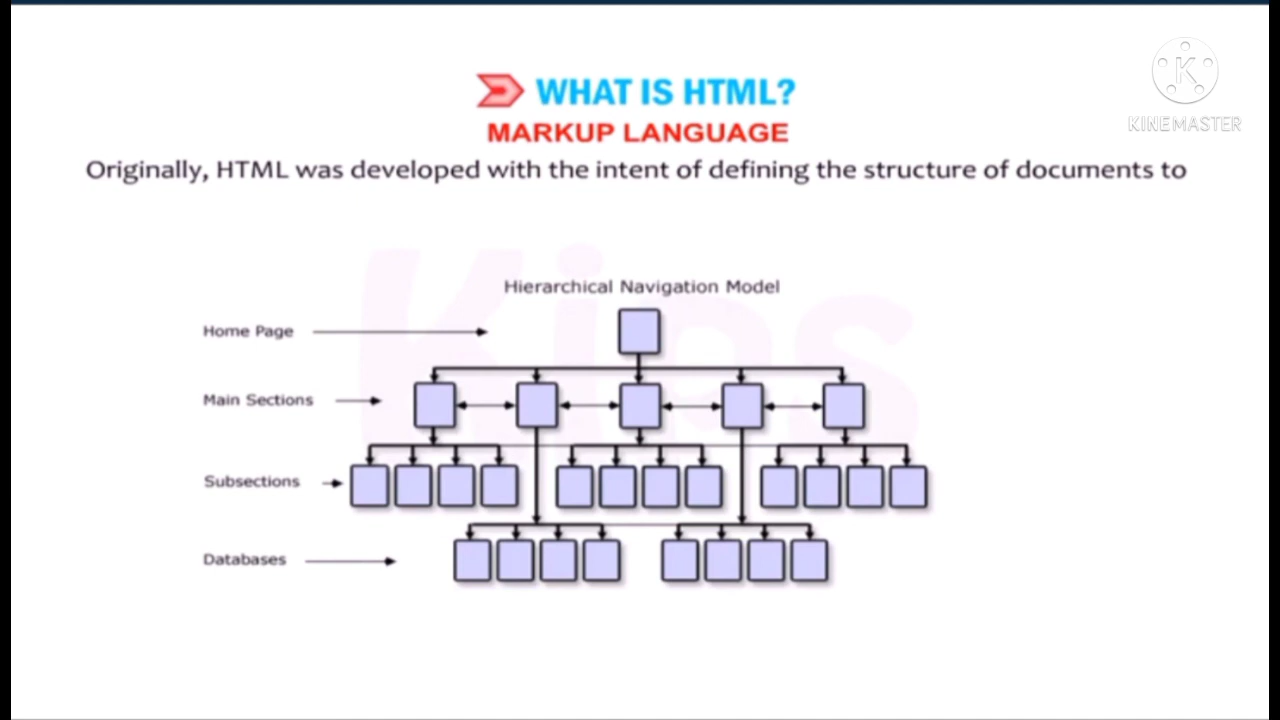 WHAT IS HTML?
MARKUP LANGUAGE
Originally, HTML was developed with the intent of defining the structure of documents to
Kips
Hierarchical Navigation Model
Home Page
Main Sections
Subsections
Databases
K
KINEMASTER